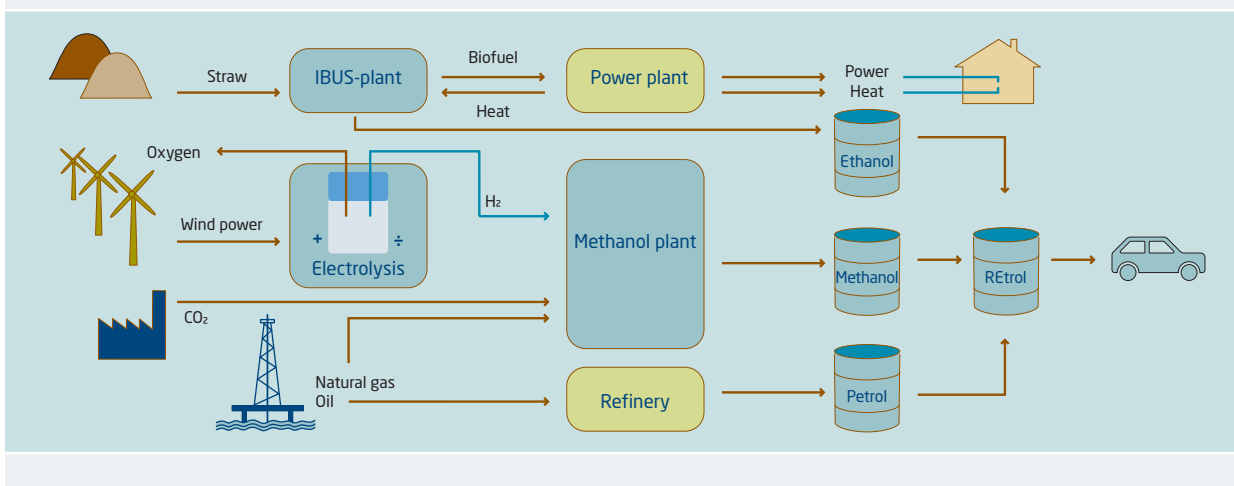 Straw
IBUS-plant
Biofuel
Heat
Power plant
Power
Heat
Oxygen
Ethanol
Wind power
+
÷
Electrolysis
H₂
Methanol plant
Methanol
REtrol
CO₂
Natural gas
Oil
Refinery
Petrol